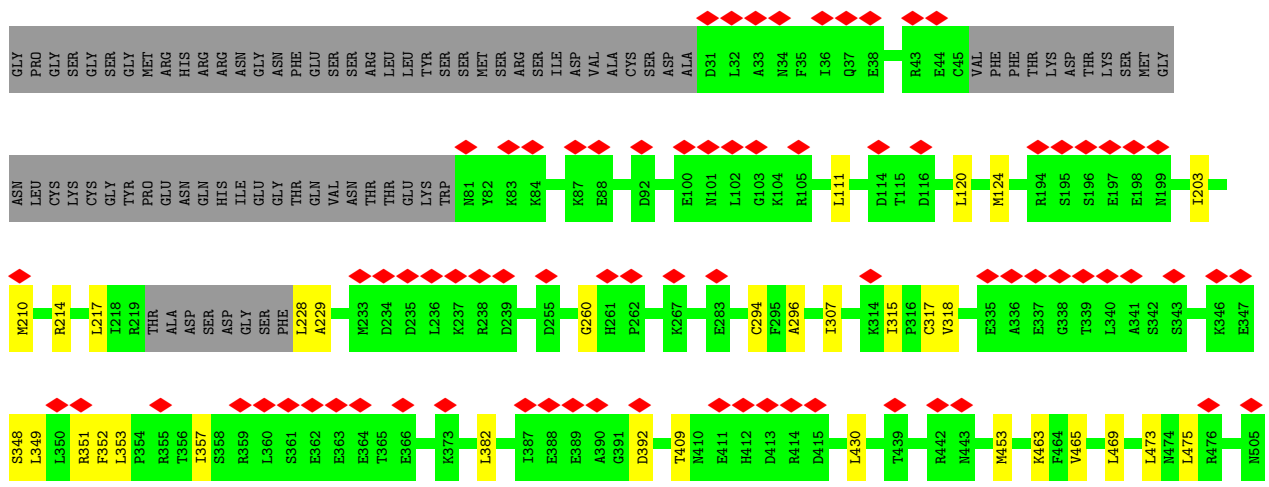 GLY PRO GLY SER GLY SER GLY MET ARG HIS ARG ARG ASN GLY ASN PHE GLU SER SER ARG LEU LEU TYR SER SER MET SER ARG SER ILE ASP VAL ALA CYS SER ASP ALA D31 L32 A33 N34 F35 I36 Q37 E38 R43 E44 C45 VAL PHE PHE THR LYS ASP THR LYS SER MET GLY
ASN LEU CYS LYS CYS GLY TYR PRO GLU ASN GLN HIS ILE GLU GLY THR GLN VAL ASN THR THR GLU LYS TRP N81 Y82 K83 K84 K87 E88 D92 E100 N101 L102 G103 K104 R105 L111 D114 T115 D116 L120 M124 R194 S195 S196 E197 E198 N199 I203
M210 R214 L217 I218 R219 THR ALA ASP SER ASP GLY SER PHE L228 A229 M233 D234 D235 L236 K237 R238 D239 D255 G260 H261 P262 K267 E283 C294 F295 A296 I307 K314 I315 P316 C317 V318 E335 A336 E337 G338 T339 L340 A341 S342 S343 K346 E347
S348 L349 L350 R351 F352 L353 P354 R355 T356 I357 S358 R359 L360 S361 E362 E363 E364 T365 E366 K373 L382 I387 E388 E389 A390 G391 D392 T409 N410 E411 H412 D413 R414 D415 L430 T439 R442 N443 M453 K463 F464 V465 L469 L473 N474 L475 R476 N505